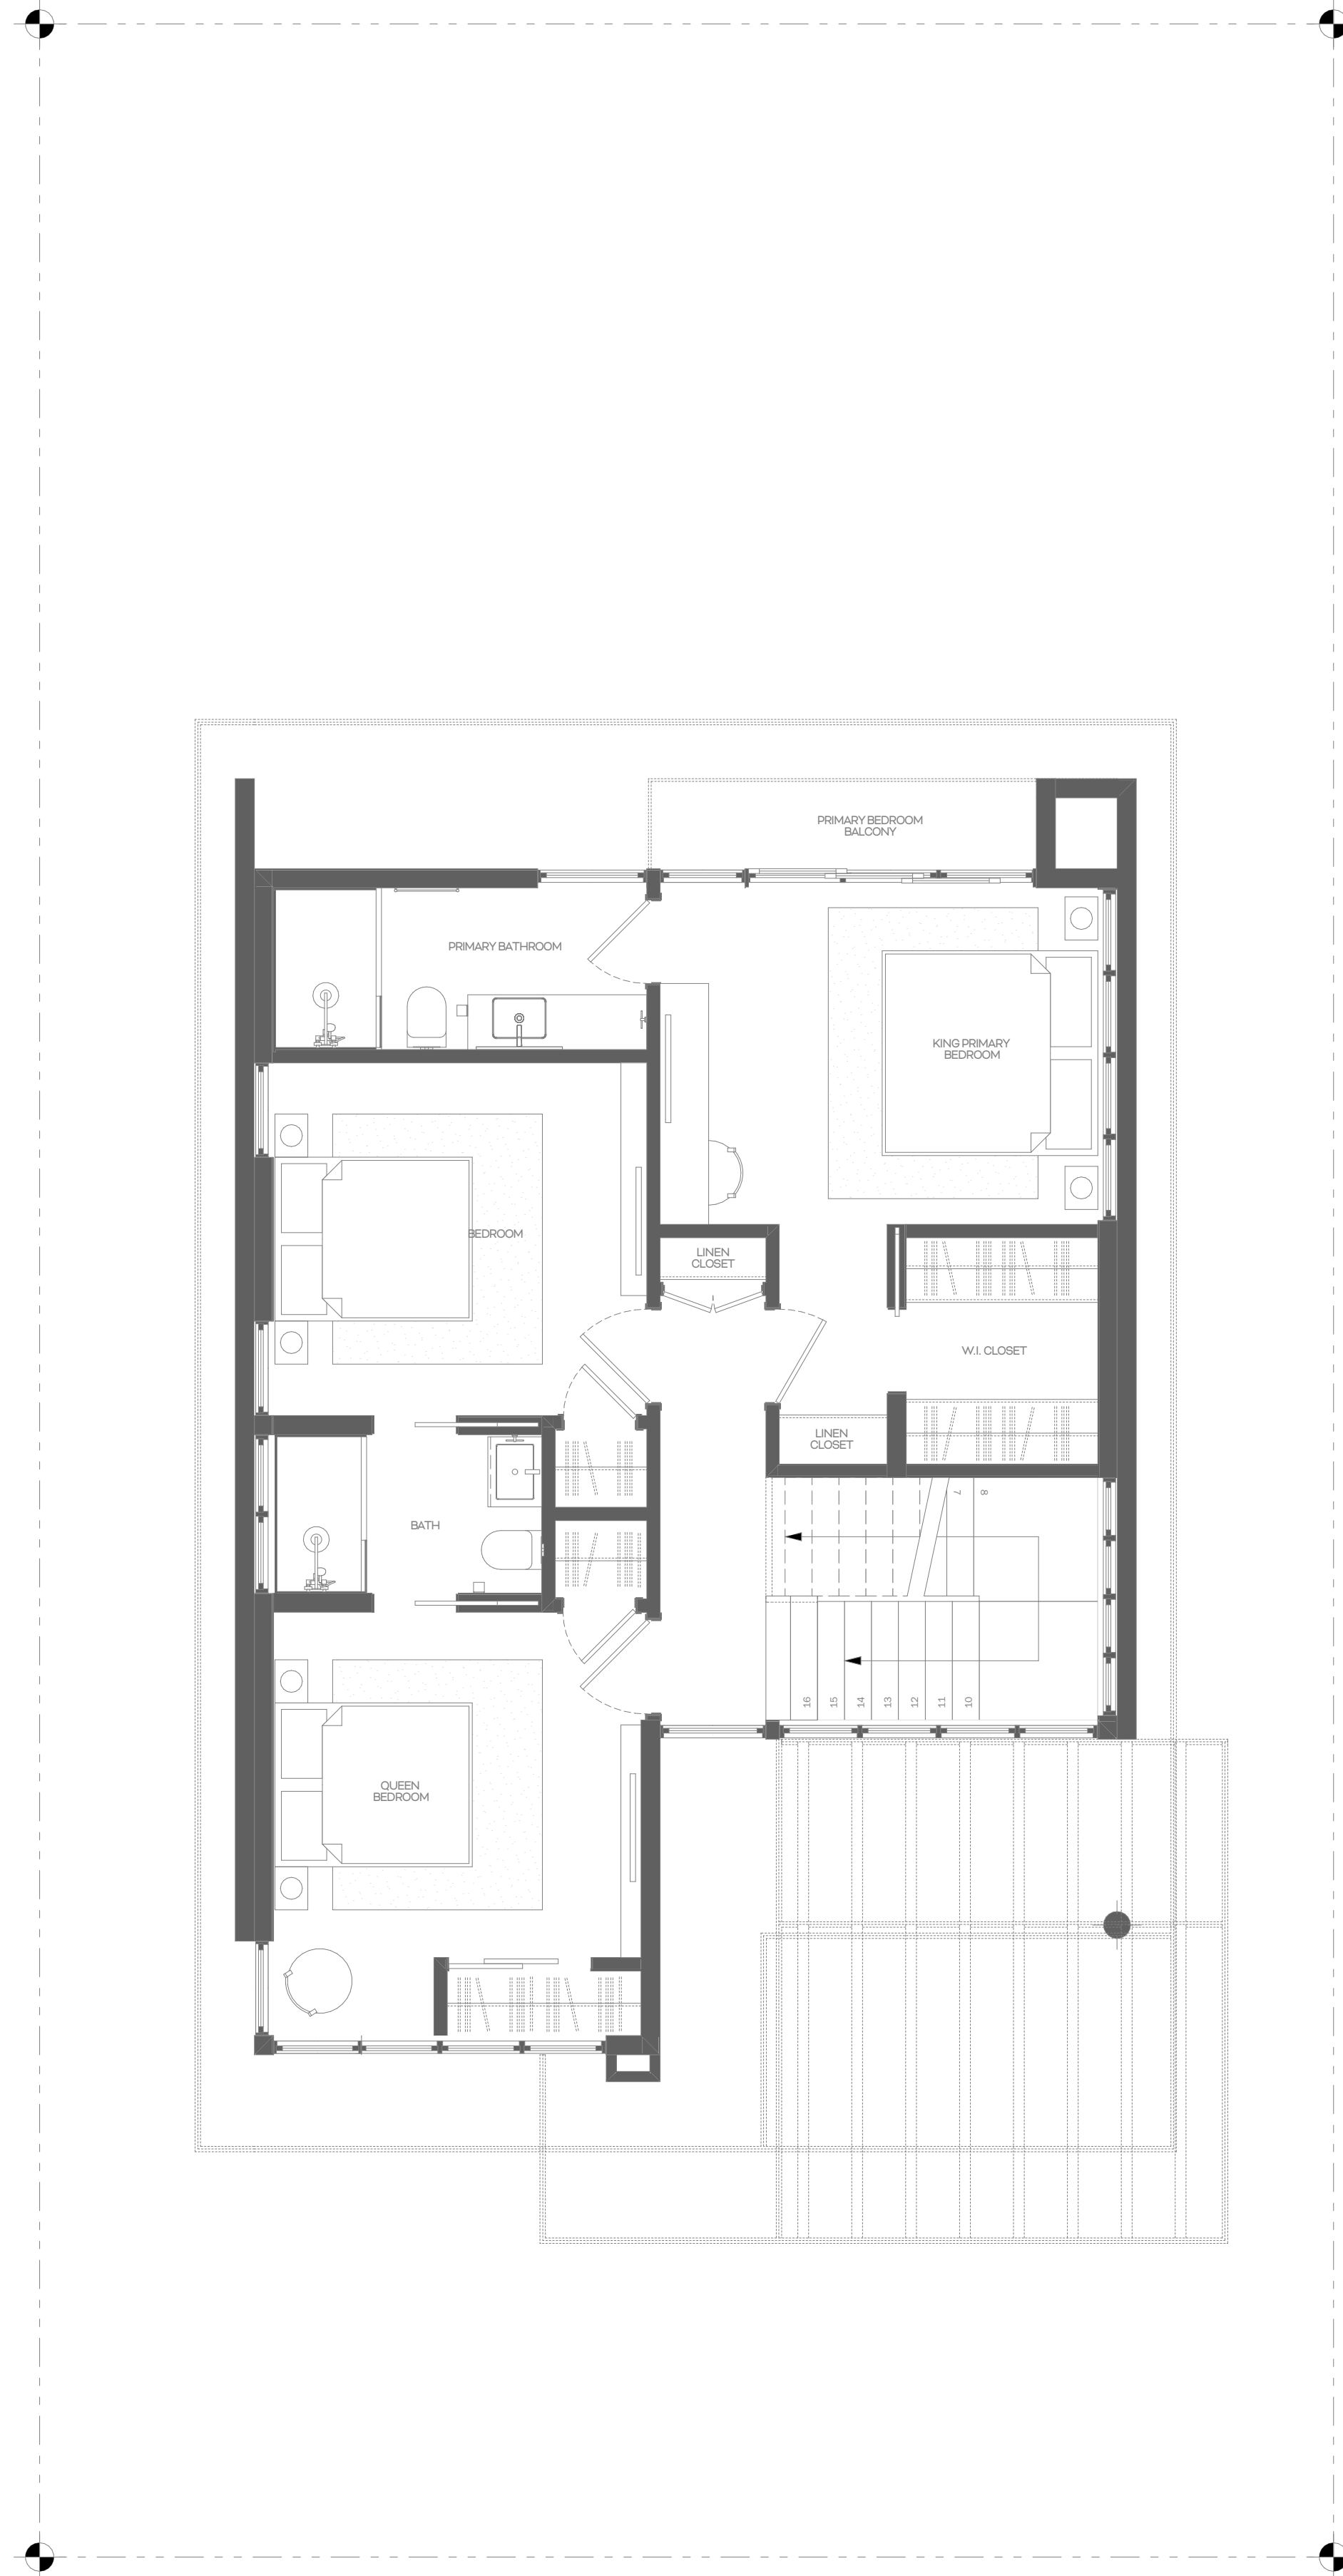 PRIMARY BEDROOM
BALCONY
PRIMARY BATHROOM
KING PRIMARY
BEDROOM
BEDROOM
LINEN
CLOSET
W.I. CLOSET
LINEN
CLOSET
BATH
7
8
16
15
14
13
12
11
10
QUEEN
BEDROOM